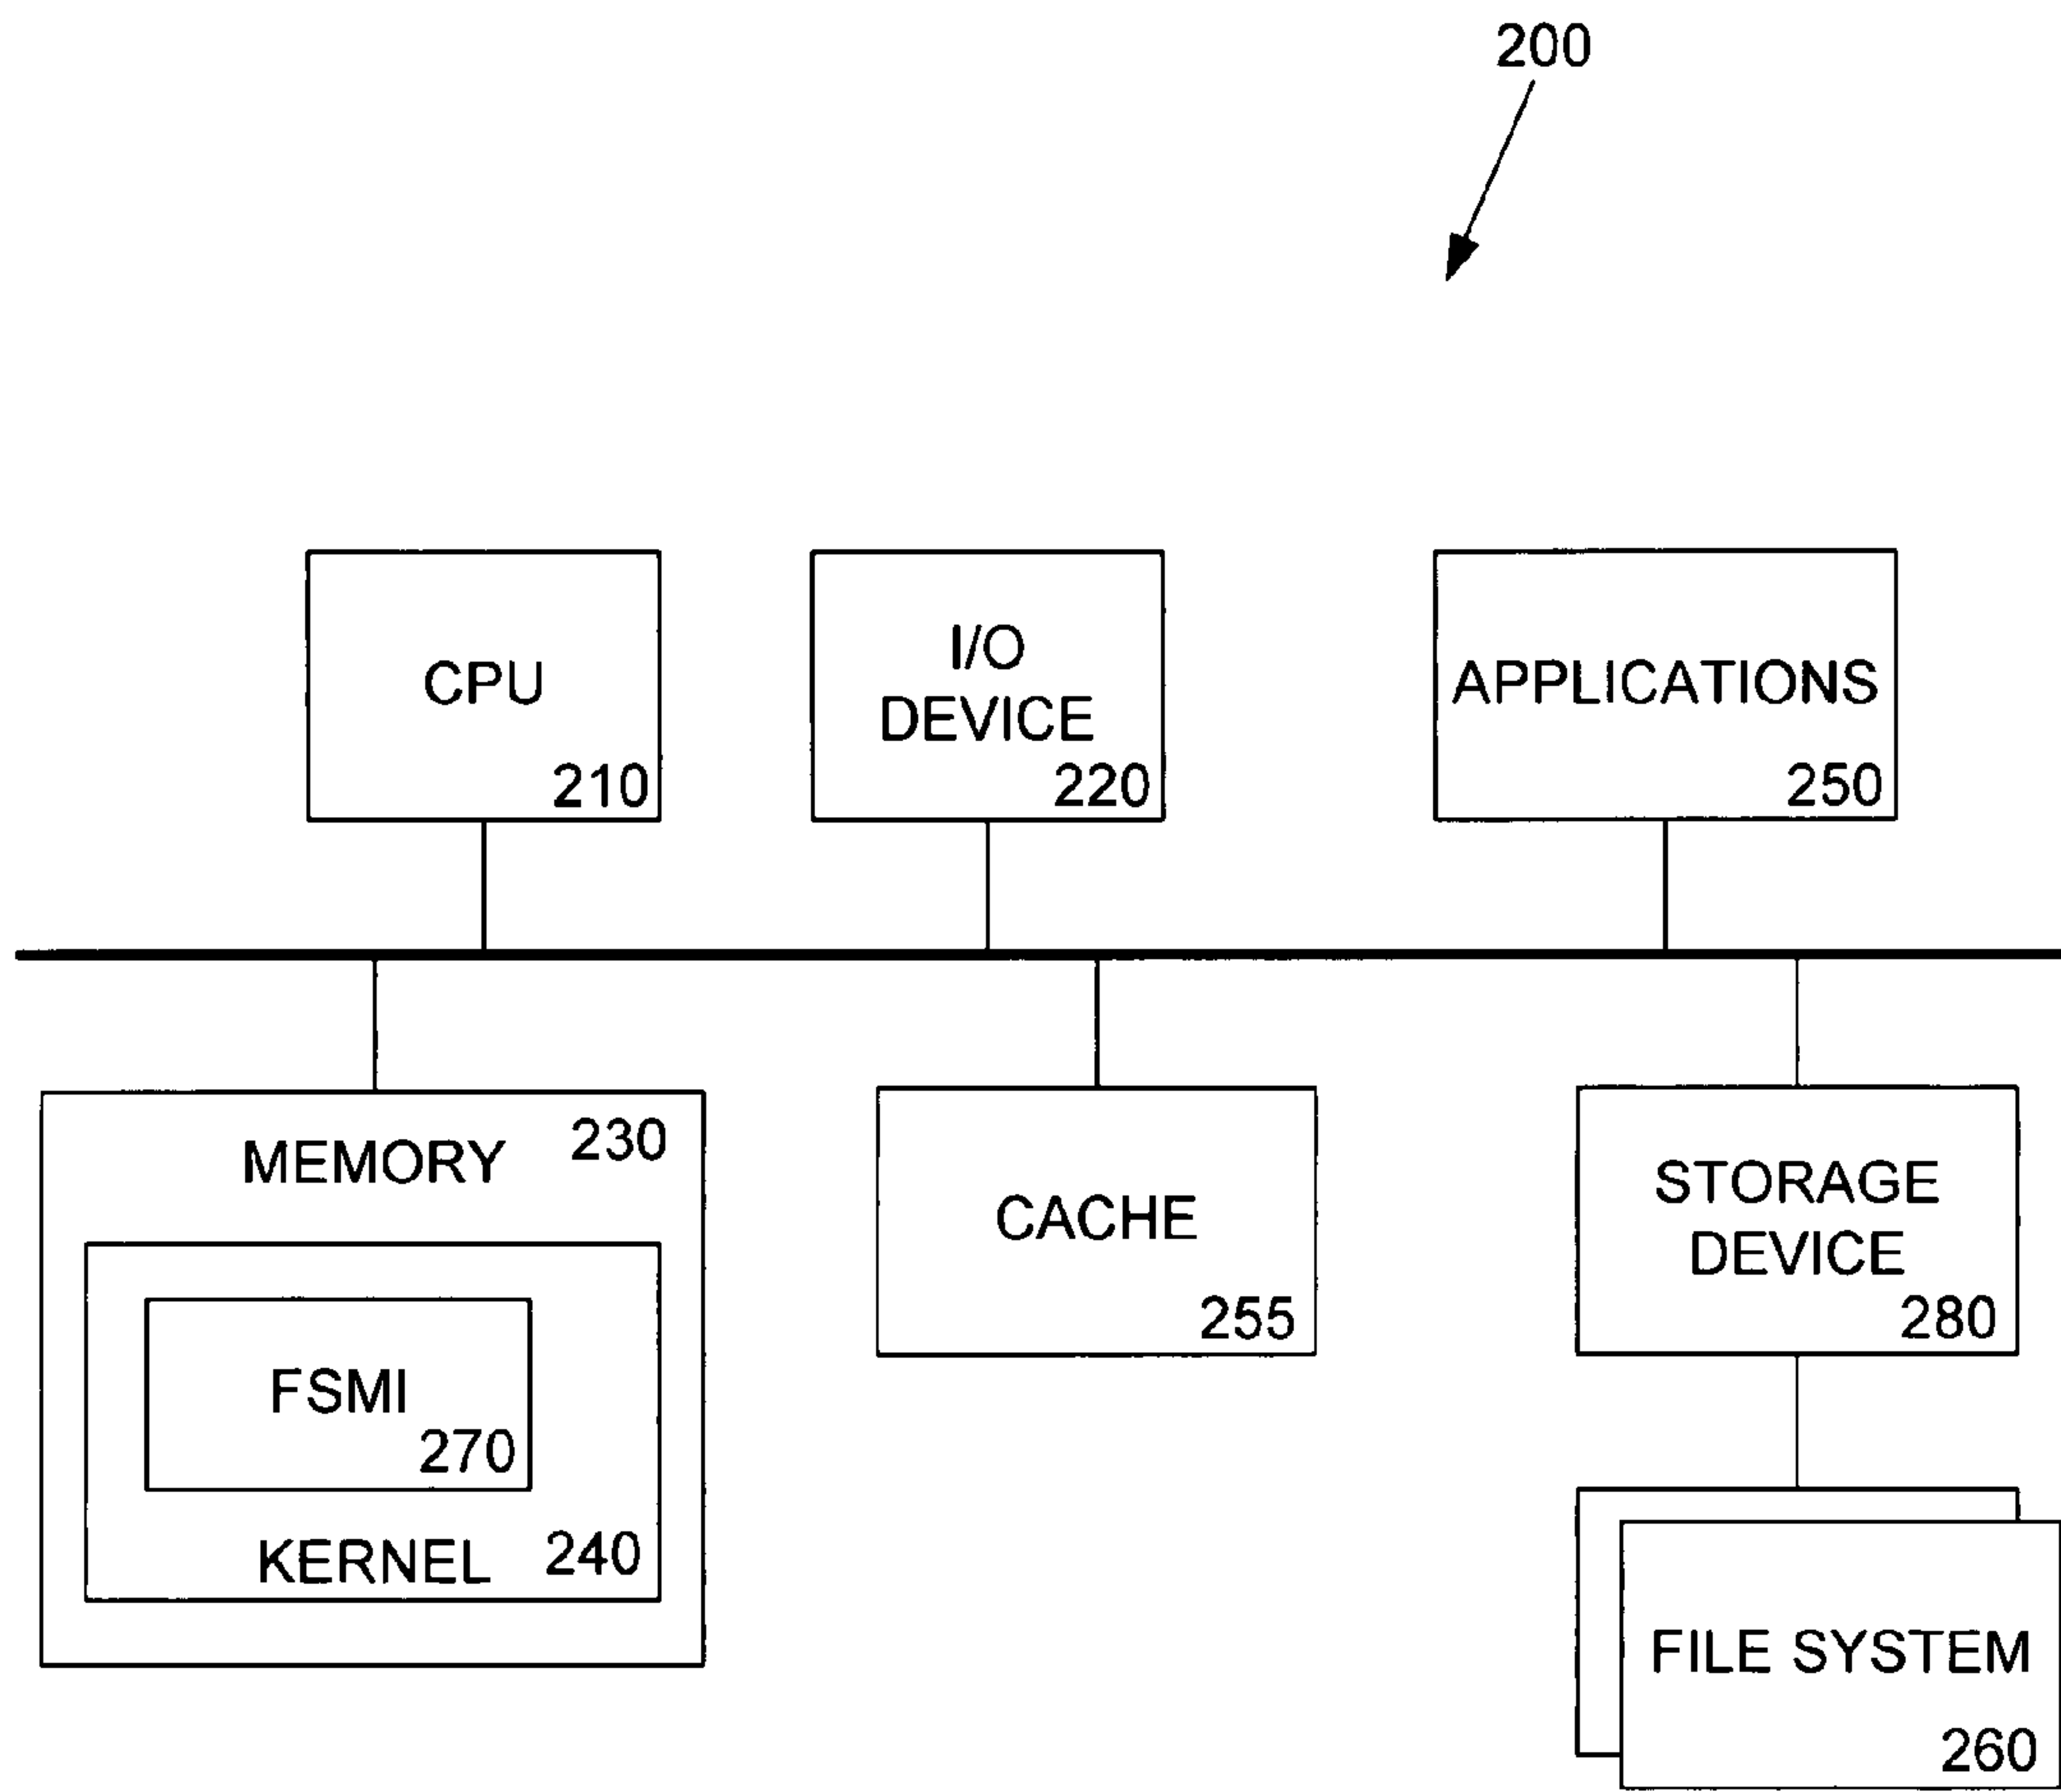 200
CPU
210
I/O
DEVICE
220
APPLICATIONS
250
MEMORY
230
FSMI
270
KERNEL
240
CACHE
255
STORAGE
DEVICE
280
FILE SYSTEM
260